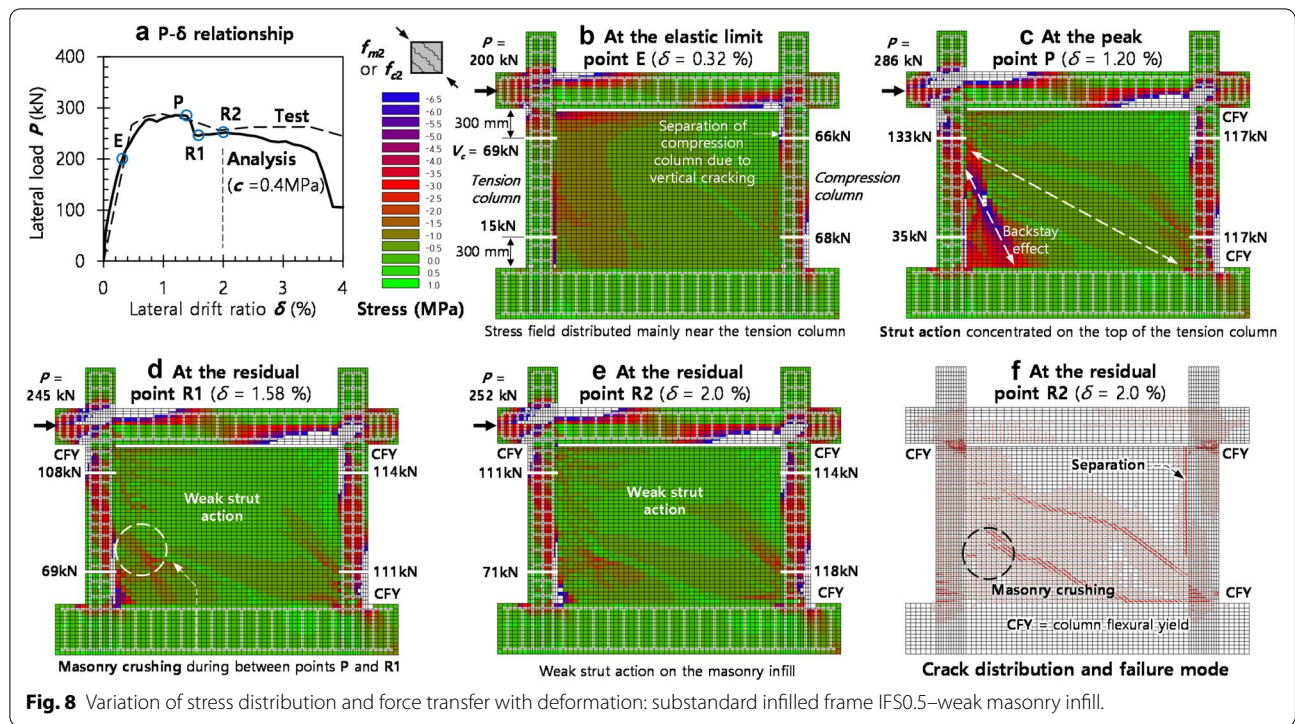 a P-δ relationship
400
300
200
100
0
Lateral load P (kN)
E
P
R1
R2
Test
Analysis
(c =0.4MPa)
0 1 2 3 4
Lateral drift ratio δ (%)
fm2
or fc2
-6.5
-6.0
-5.5
-5.0
-4.5
-4.0
-3.5
-3.0
-2.5
-2.0
-1.5
-1.0
-0.5
0.0
0.5
1.0
Stress (MPa)
b At the elastic limit
point E (δ = 0.32 %)
P =
200 kN
300 mm
Vc = 69kN
Tension
column
15kN
300 mm
Separation of
compression
column due to
vertical cracking
66kN
Compression
column
68kN
Stress field distributed mainly near the tension column
c At the peak
point P (δ = 1.20 %)
P =
286 kN
CFY
133kN
117kN
35kN
Backstay
effect
117kN
CFY
Strut action concentrated on the top of the tension column
d At the residual
point R1 (δ = 1.58 %)
P =
245 kN
CFY
CFY
108kN
114kN
Weak strut
action
69kN
111kN
CFY
Masonry crushing during between points P and R1
e At the residual
point R2 (δ = 2.0 %)
P =
252 kN
CFY
CFY
111kN
114kN
Weak strut
action
71kN
118kN
CFY
Weak strut action on the masonry infill
f At the residual
point R2 (δ = 2.0 %)
CFY
CFY
Separation
Masonry crushing
CFY
CFY = column flexural yield
Crack distribution and failure mode
Fig. 8 Variation of stress distribution and force transfer with deformation: substandard infilled frame IFS0.5–weak masonry infill.